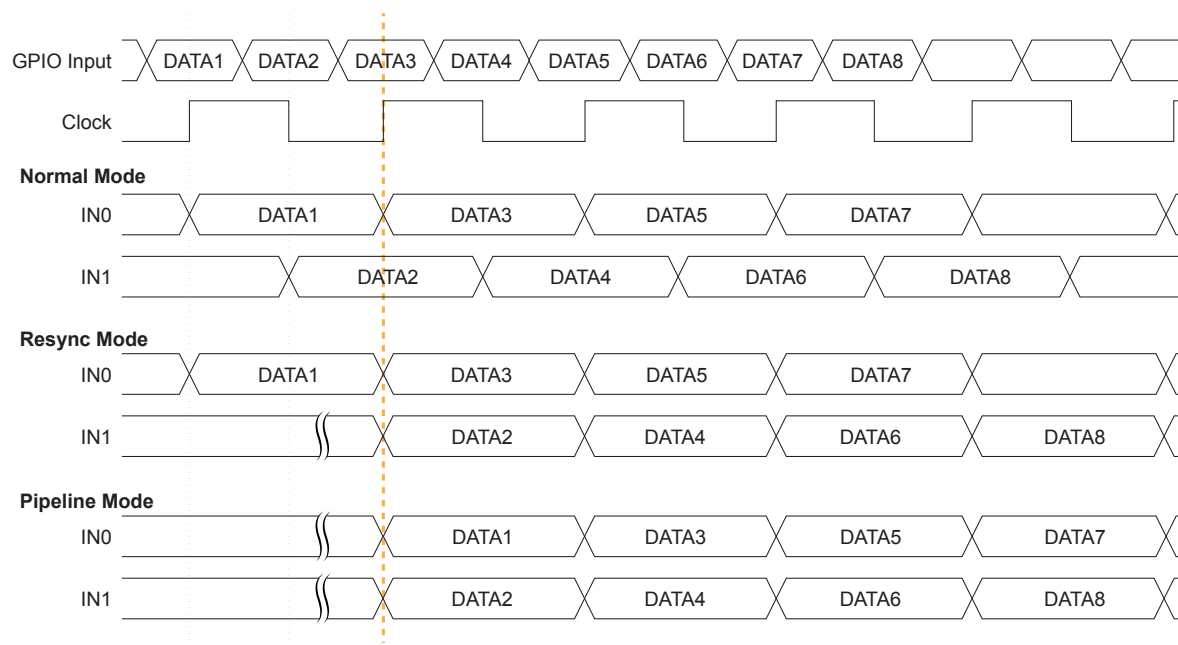 GPIO Input DATA1 DATA2 DATA3 DATA4 DATA5 DATA6 DATA7 DATA8
Clock
Normal Mode
IN0 DATA1 DATA3 DATA5 DATA7
IN1 DATA2 DATA4 DATA6 DATA8
Resync Mode
IN0 DATA1 DATA3 DATA5 DATA7
IN1 DATA2 DATA4 DATA6 DATA8
Pipeline Mode
IN0 DATA1 DATA3 DATA5 DATA7
IN1 DATA2 DATA4 DATA6 DATA8